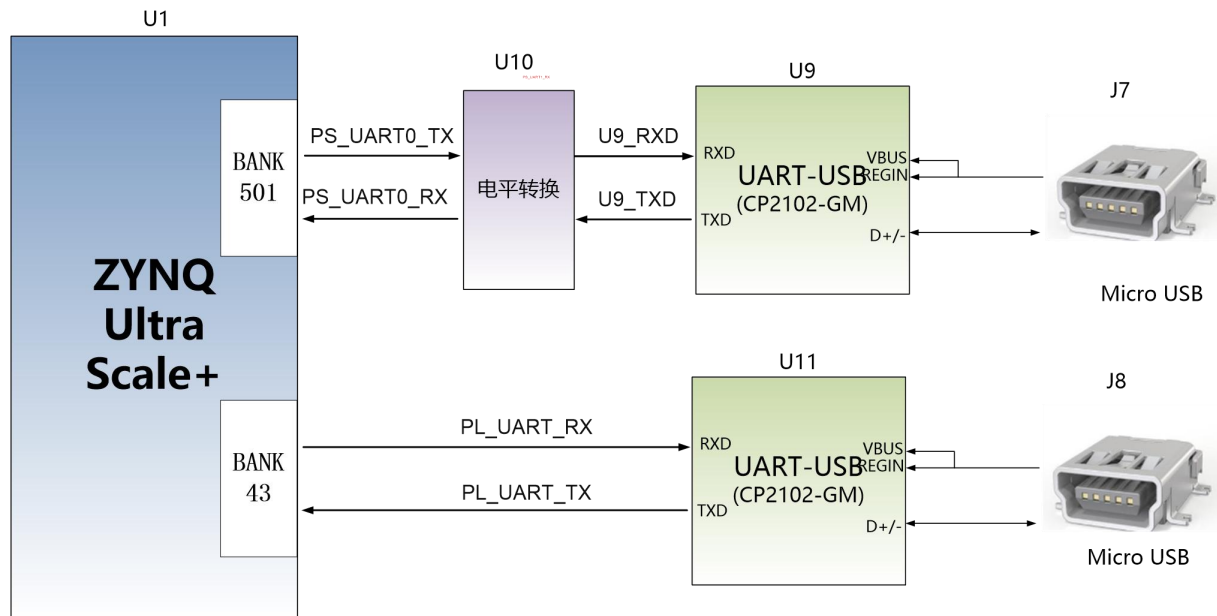 U1
U10
PS_UART1_RX
U9
J7
BANK
501
PS_UART0_TX
PS_UART0_RX
电平转换
U9_RXD
U9_TXD
RXD
TXD
UART-USB
(CP2102-GM)
VBUS
REGIN
D+/-
Micro USB
ZYNQ
Ultra
Scale+
U11
J8
BANK
43
PL_UART_RX
PL_UART_TX
RXD
TXD
UART-USB
(CP2102-GM)
VBUS
REGIN
D+/-
Micro USB